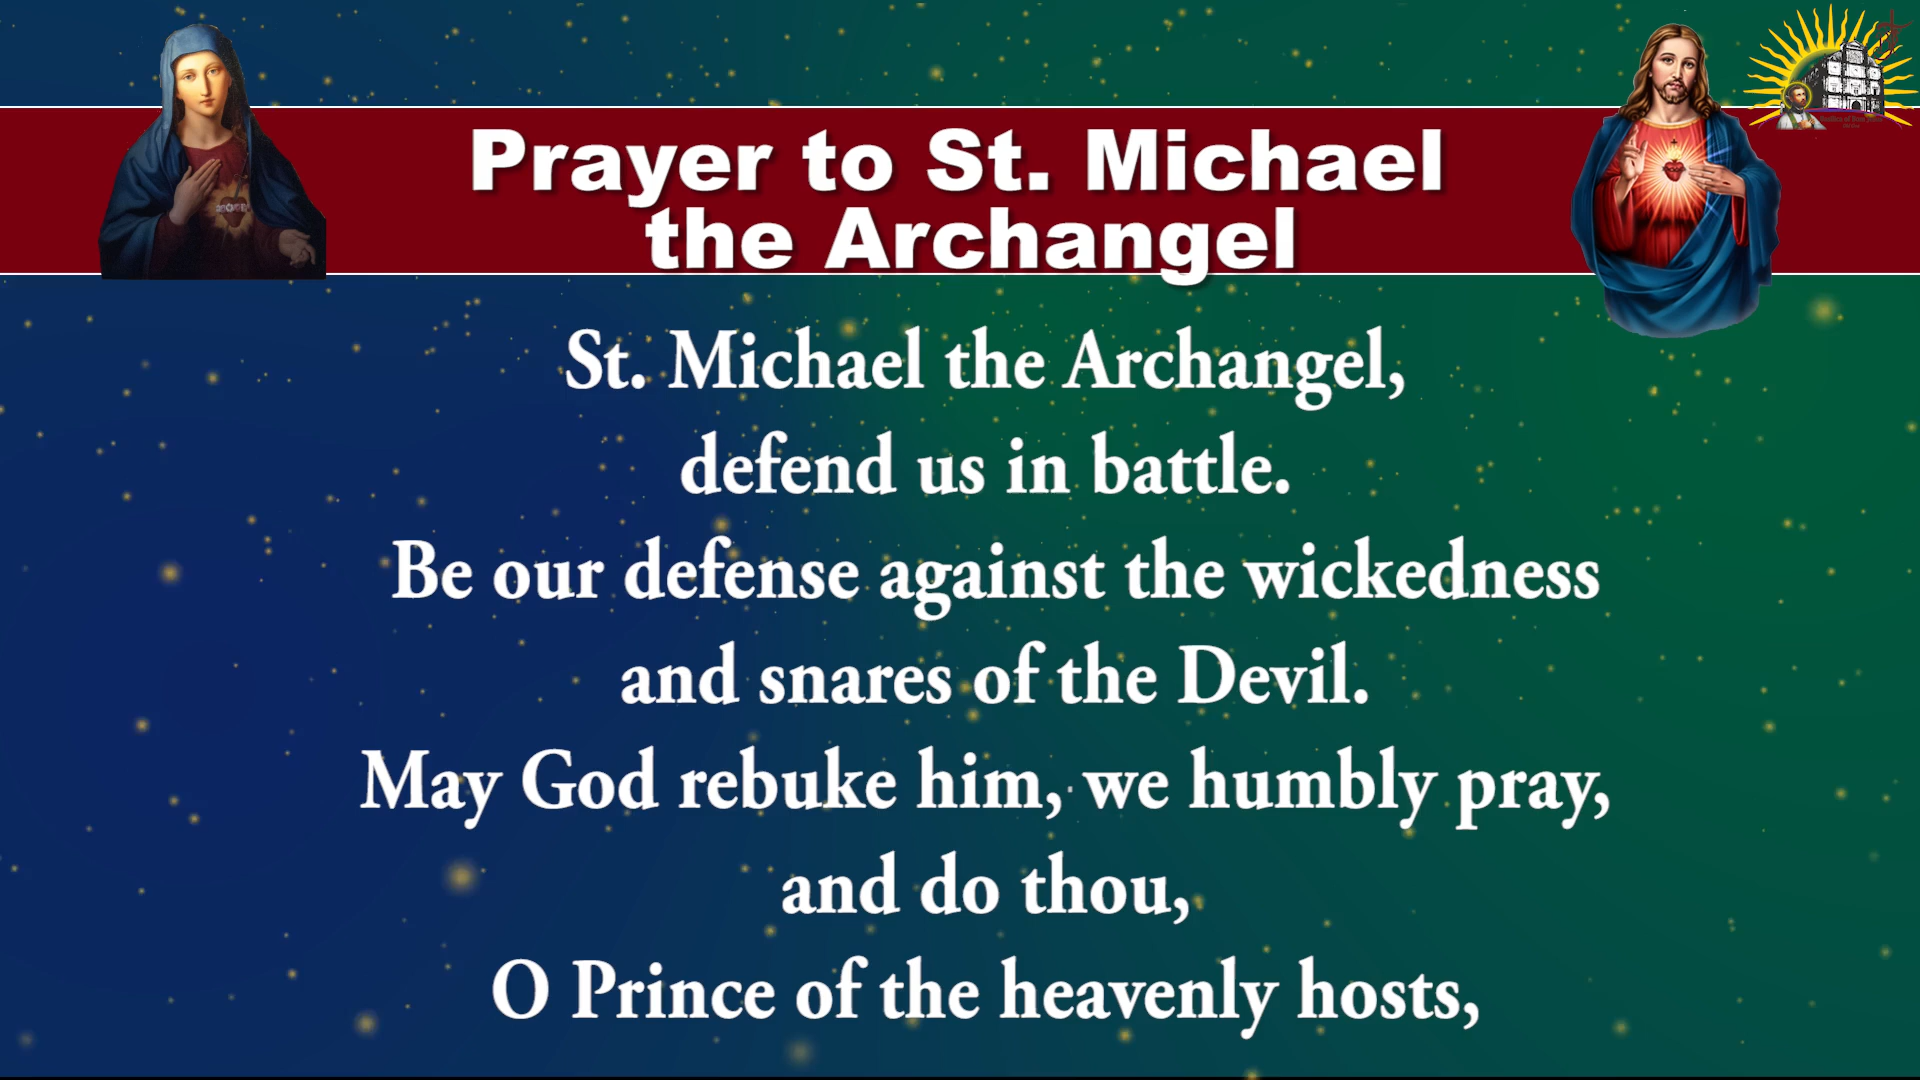 Prayer to St. Michael
the Archangel
St. Michael the Archangel,
defend us in battle.
Be our defense against the wickedness
and snares of the Devil.
May God rebuke him, we humbly pray,
and do thou,
O Prince of the heavenly hosts,